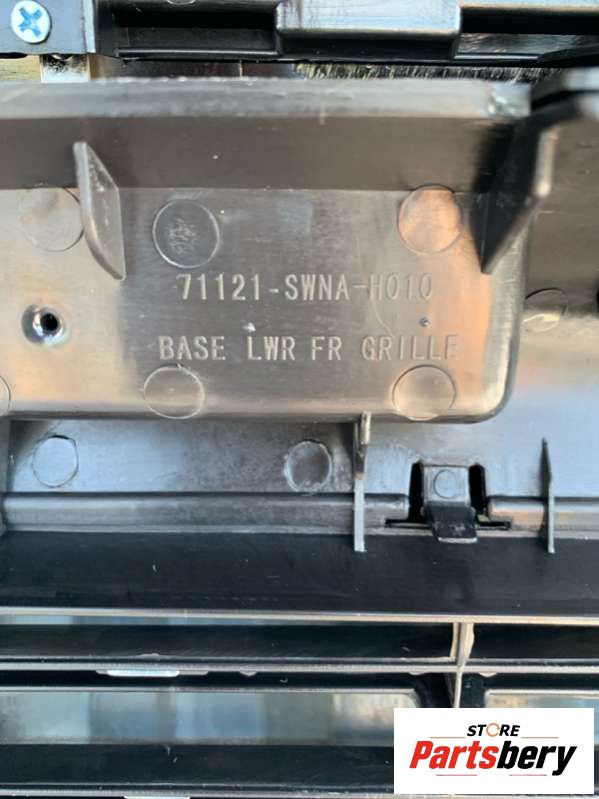 71121-SWNA-H010
BASE LWR FR GRILLE
STORE
Partsbery